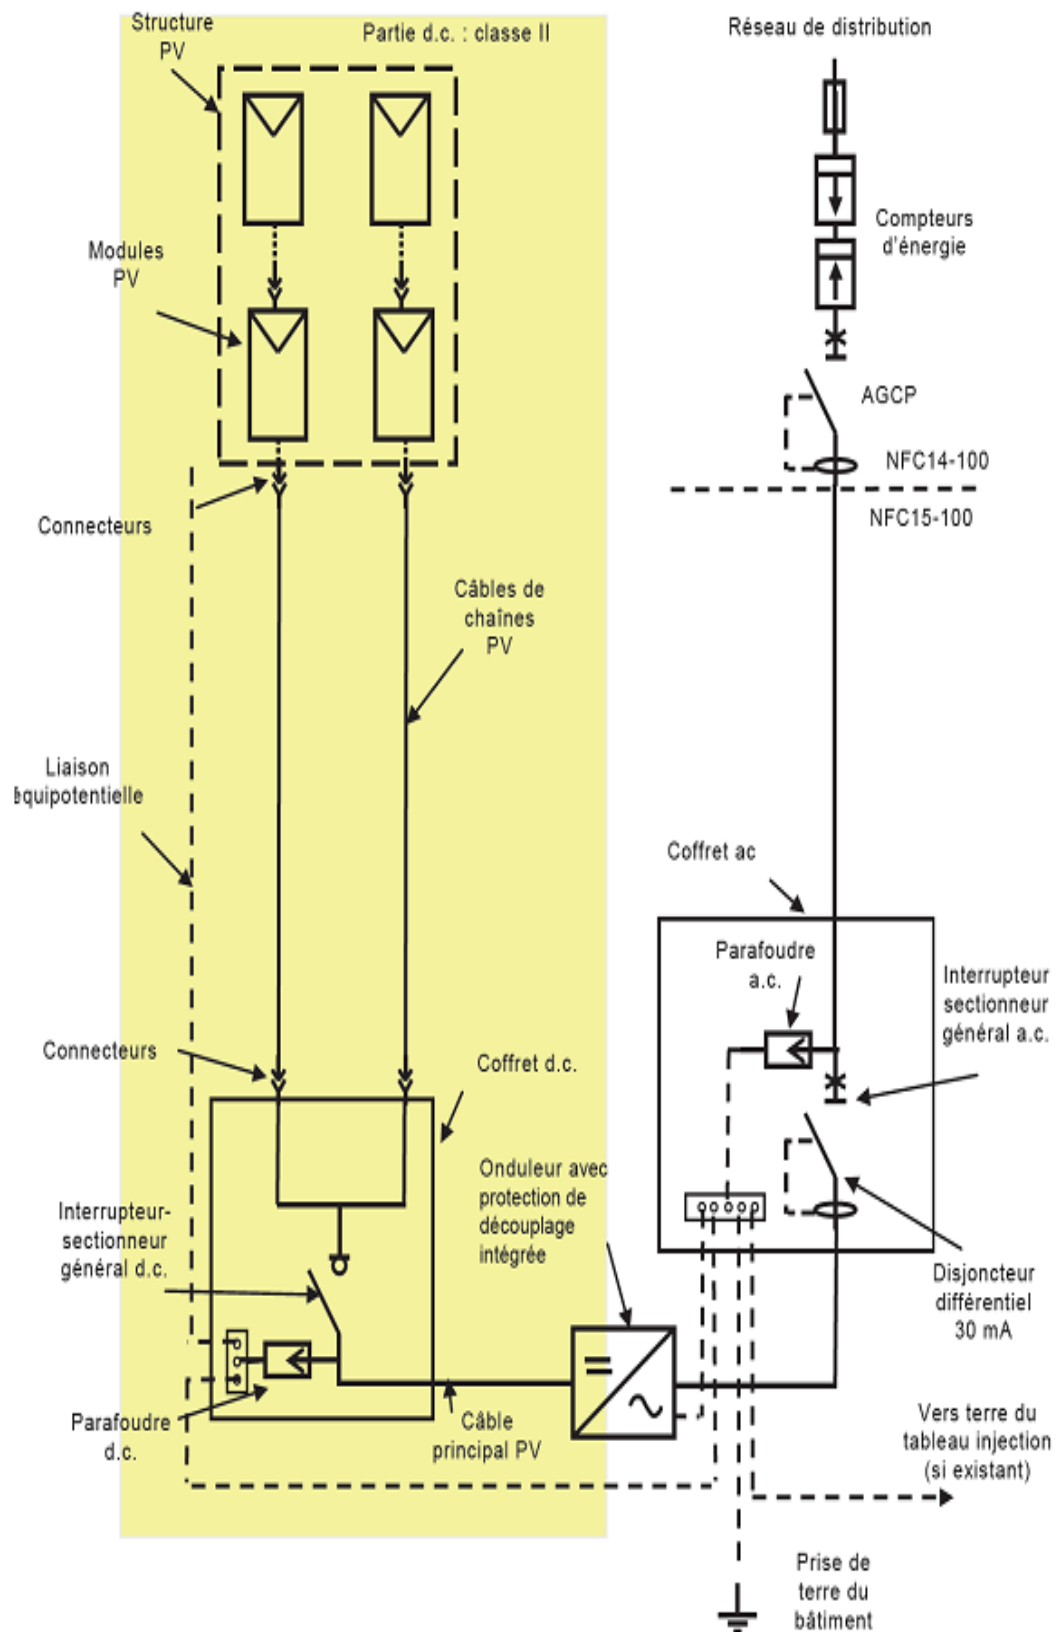 Structure
PV
Partie d.c. : classe II
Réseau de distribution
Compteurs
d'énergie
Modules
PV
AGCP
NFC14-100
NFC15-100
Connecteurs
Câbles de
chaînes
PV
Liaison
équipotentielle
Coffret ac
Parafoudre
a.c.
Interrupteur
sectionneur
général a.c.
Connecteurs
Coffret d.c.
Onduleur avec
protection de
découplage
intégrée
Interrupteur-
sectionneur
général d.c.
Disjoncteur
différentiel
30 mA
Parafoudre
d.c.
Câble
principal PV
Vers terre du
tableau injection
(si existant)
Prise de
terre du
bâtiment